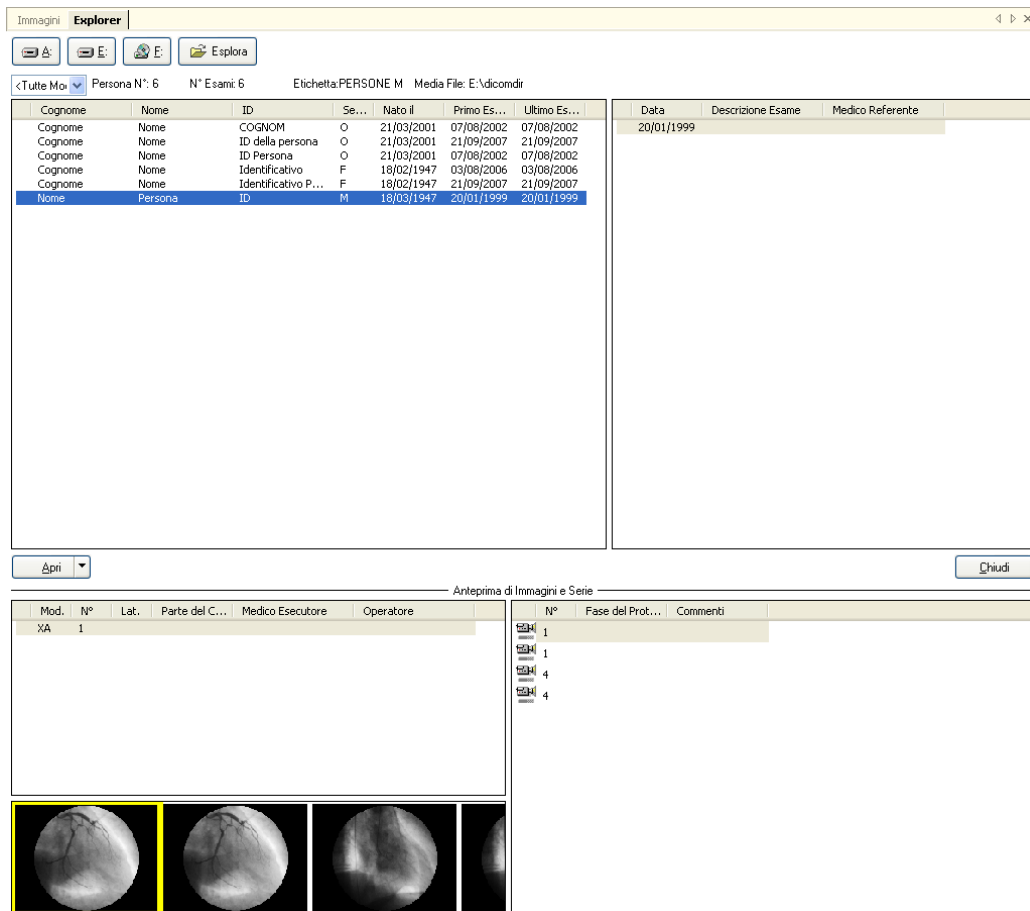 Immagini Explorer
A: E: F: Esplora
<Tutte Mo Persona N°: 6 N° Esami: 6 Etichetta:PERSONE M Media File: E:\dicomdir
Cognome Nome ID Se... Nato il Primo Es... Ultimo Es...
Cognome Nome COGNOM O 21/03/2001 07/08/2002 07/08/2002
Cognome Nome ID della persona O 21/03/2001 21/09/2007 21/09/2007
Cognome Nome ID Persona O 21/03/2001 07/08/2002 07/08/2002
Cognome Nome Identificativo F 18/02/1947 03/08/2006 03/08/2006
Cognome Nome Identificativo P... F 18/02/1947 21/09/2007 21/09/2007
Nome Persona ID M 18/03/1947 20/01/1999 20/01/1999
Data Descrizione Esame Medico Referente
20/01/1999
Apri Chiudi
Anteprima di Immagini e Serie
Mod. N° Lat. Parte del C... Medico Esecutore Operatore
XA 1
N° Fase del Prot... Commenti
1
1
4
4